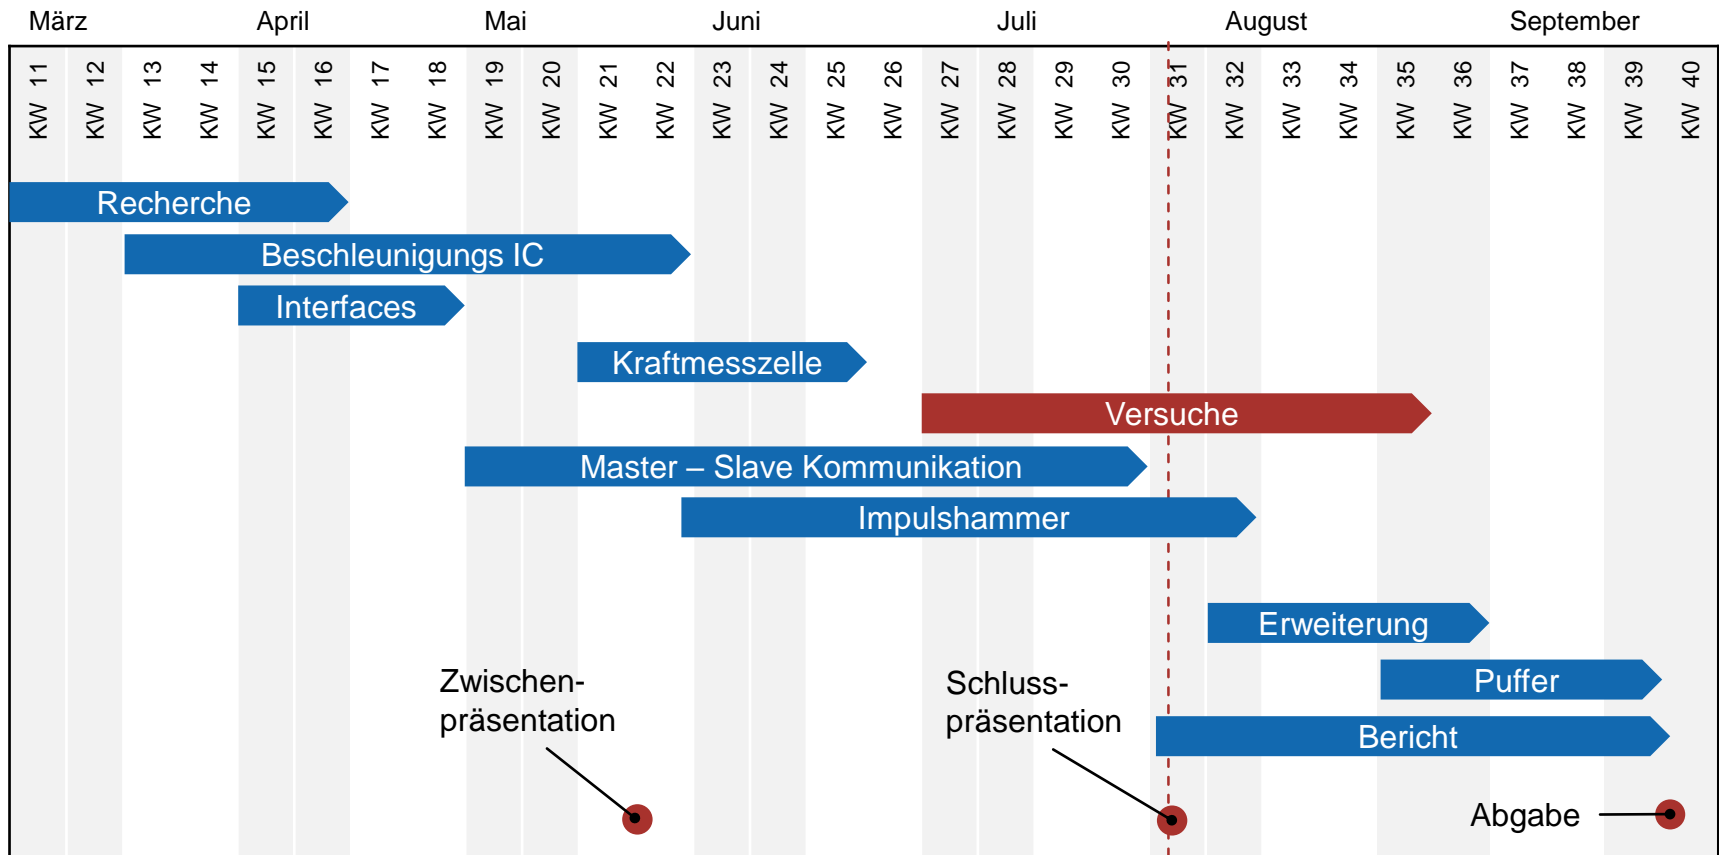 März April Mai Juni Juli August September
KW 11 KW 12 KW 13 KW 14 KW 15 KW 16 KW 17 KW 18 KW 19 KW 20 KW 21 KW 22 KW 23 KW 24 KW 25 KW 26 KW 27 KW 28 KW 29 KW 30 KW 31 KW 32 KW 33 KW 34 KW 35 KW 36 KW 37 KW 38 KW 39 KW 40
Recherche
Beschleunigungs IC
Interfaces
Kraftmesszelle
Versuche
Master – Slave Kommunikation
Impulshammer
Erweiterung
Puffer
Bericht
Zwischen-
präsentation
Schluss-
präsentation
Abgabe